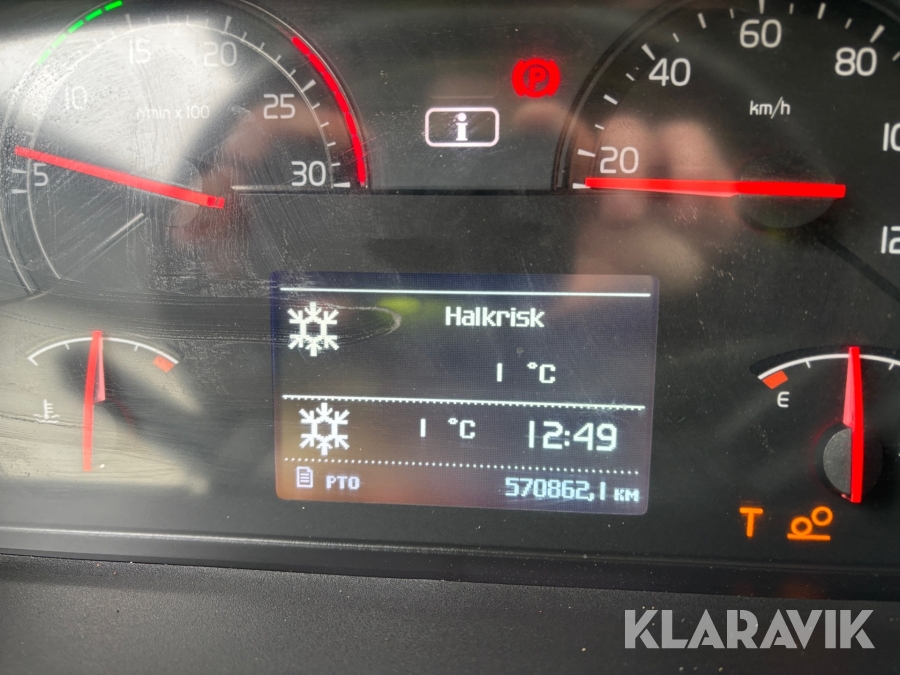 5
10
15
20
25
30
r/min x 100
P
i
20
40
60
80
km/h
Halkrisk
1 °C
1 °C 12:49
PTO 570862,1 KM
E
T
KLARAVIK